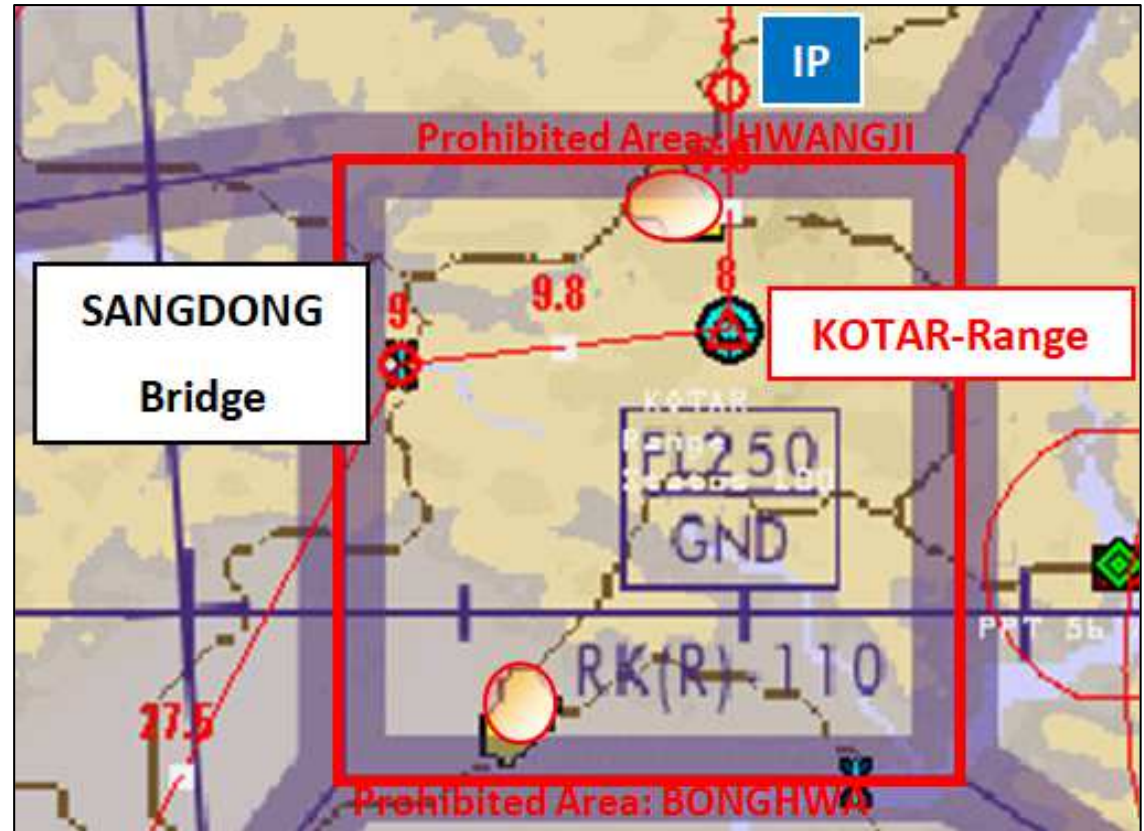 IP
Prohibited Area: HWANGJI
SANGDONG
Bridge
9
9.8
8
KOTAR-Range
KOTAR
Range
FL250
GND
RK(R)-110
27.5
Prohibited Area: BONGHWA